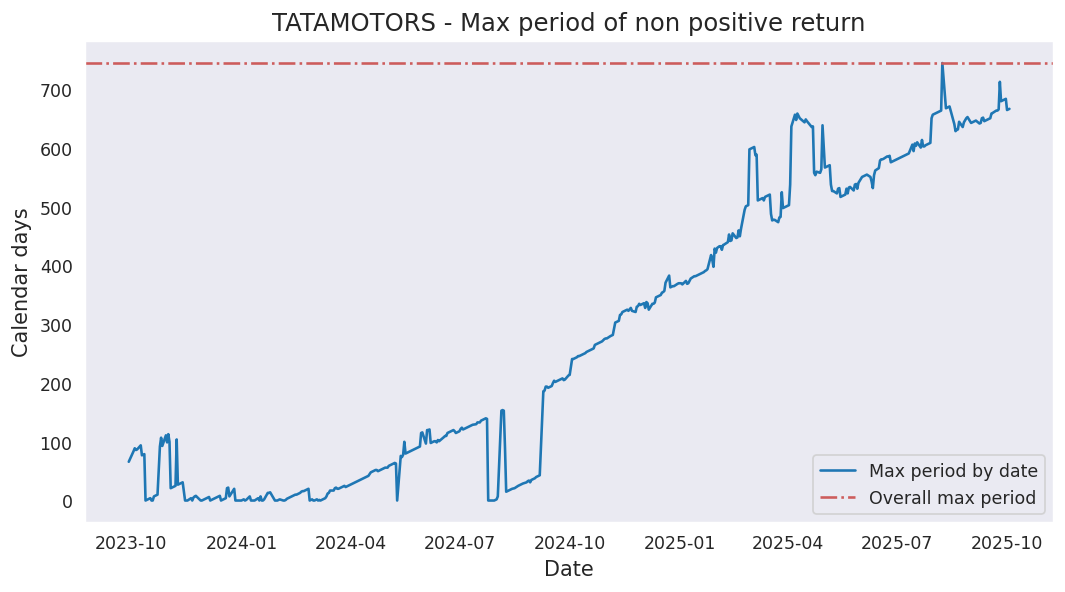 TATAMOTORS - Max period of non positive return
Calendar days
700
600
500
400
300
200
100
0
Max period by date
Overall max period
2023-10 2024-01 2024-04 2024-07 2024-10 2025-01 2025-04 2025-07 2025-10
Date